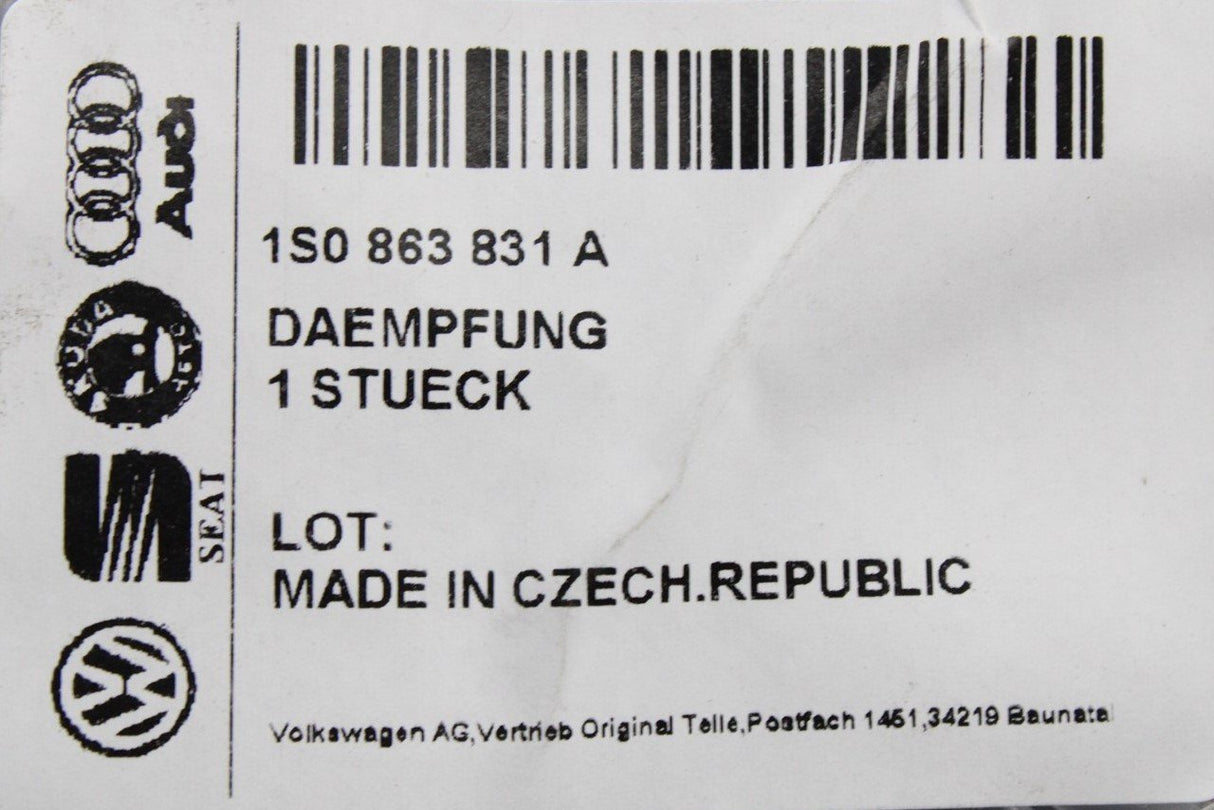 1S0 863 831 A
DAEMPFUNG
1 STUECK
LOT:
MADE IN CZECH.REPUBLIC
Volkswagen AG,Vertrieb Original Teile,Postfach 1451,34219 Baunatal
Audi
SEAT